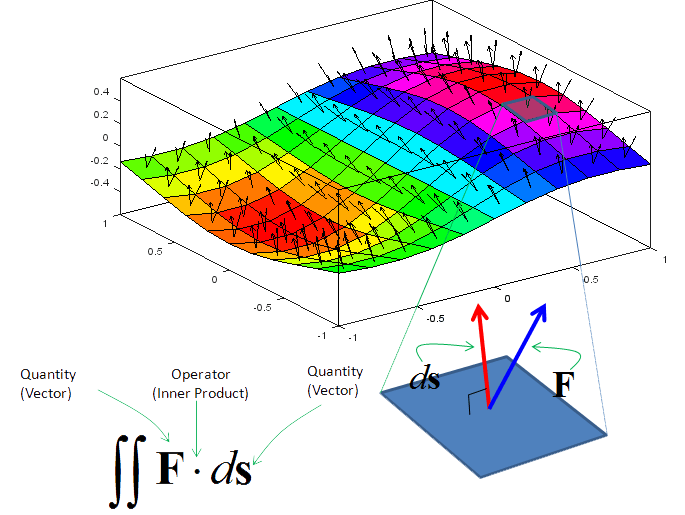 0.4
0.2
0
-0.2
-0.4
1
0.5
0
-0.5
-1
-1
-0.5
0
0.5
1
ds
F
Quantity
(Vector)
Operator
(Inner Product)
Quantity
(Vector)
∬ F · ds